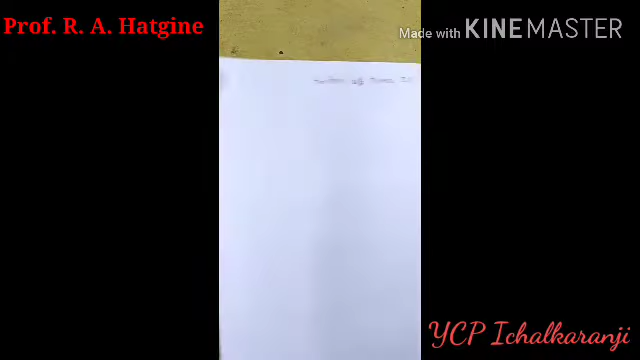 Prof. R. A. Hatgine
Made with KINEMASTER
YCP Ichalkaranji